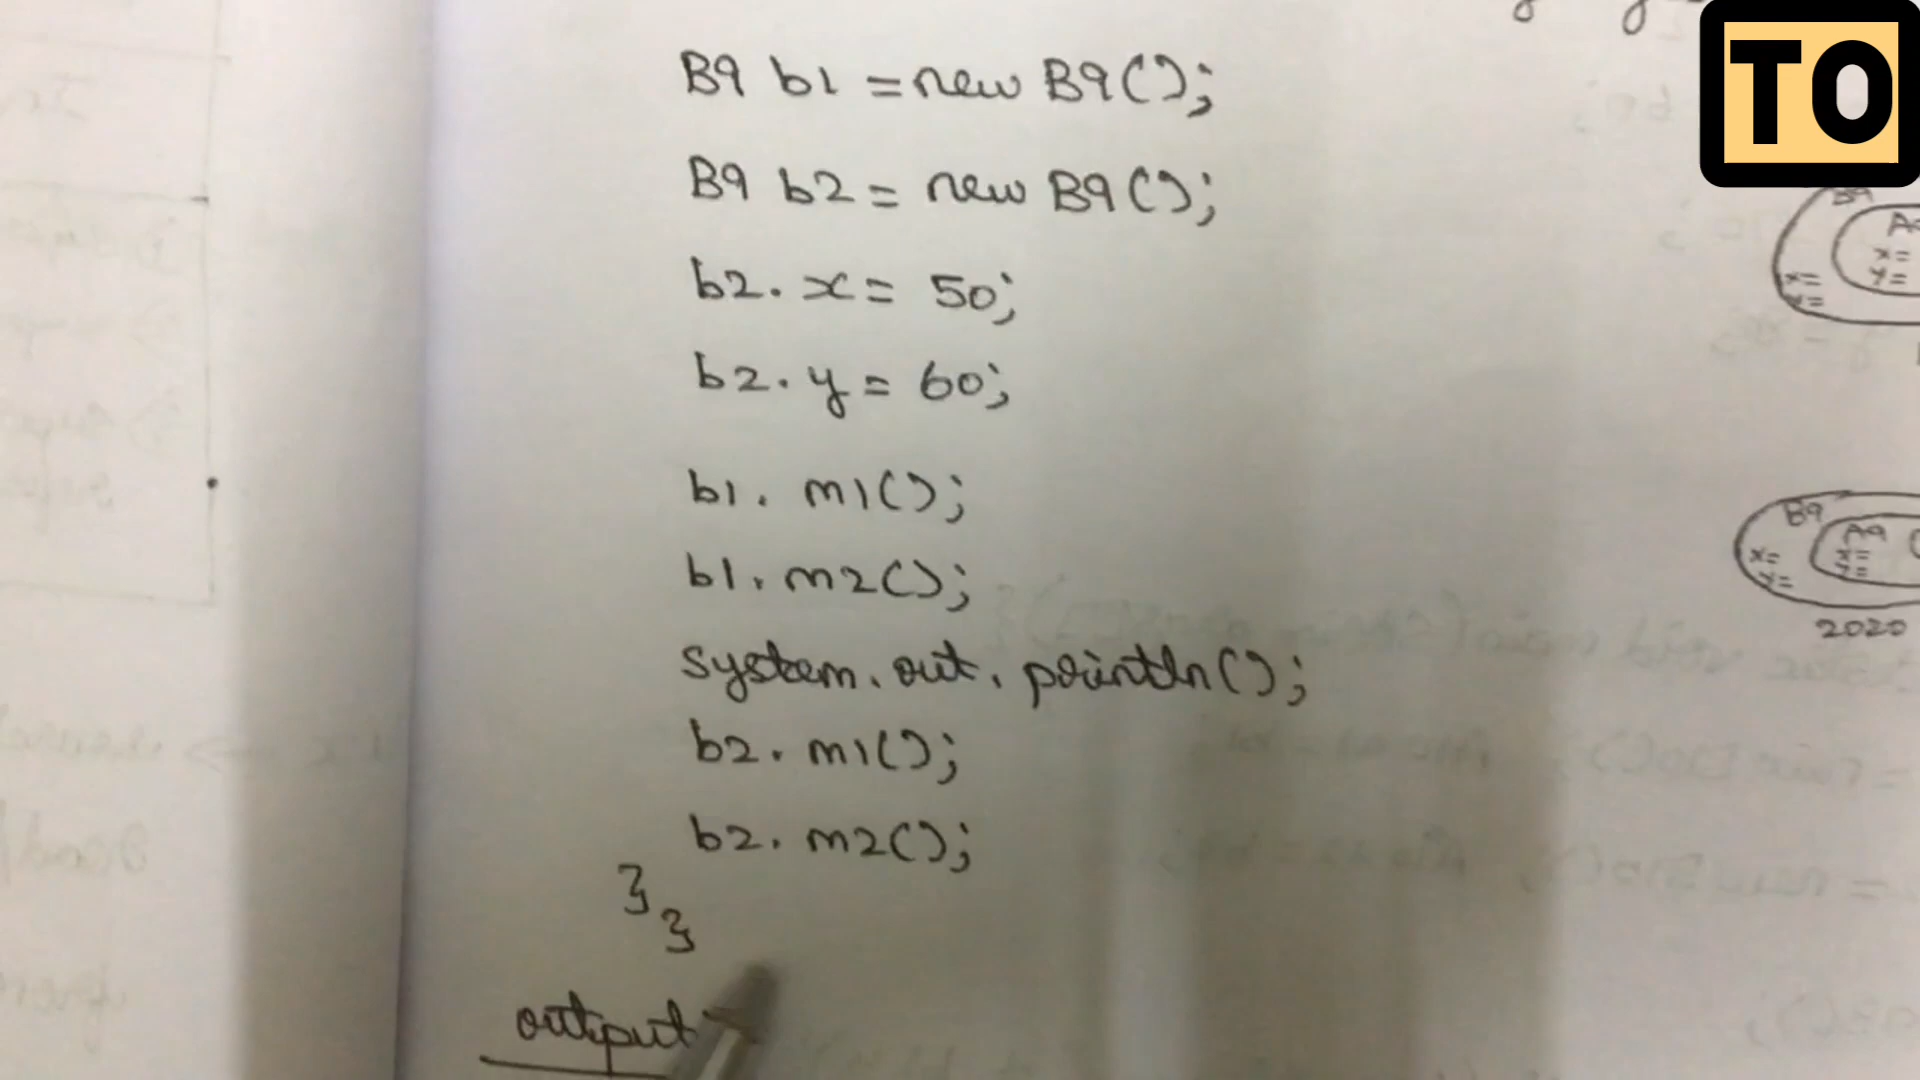 TO
B9 b1 = new B9();
B9 b2 = new B9();
b2. x = 50;
b2. y = 60;
b1. m1();
b1. m2();
system. out. println();
b2. m1();
b2. m2();
}
}
output
B9
A9
x=
y=
x=
y=
B9
A9
x=
y=
x=
y=
2020